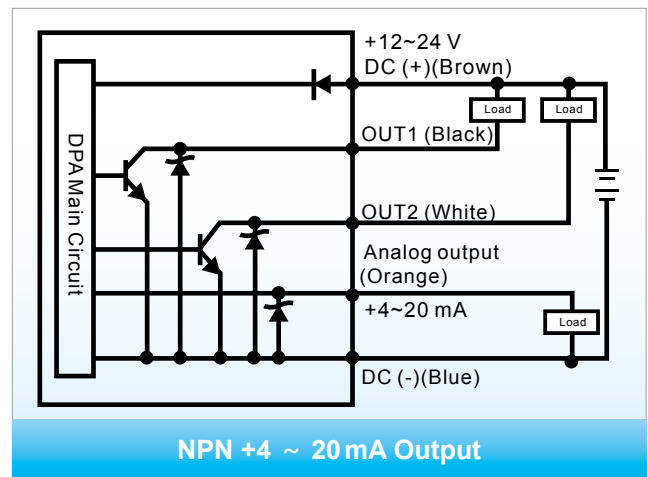 +12~24 V
DC (+)(Brown)
Load
Load
OUT1 (Black)
DPA Main Circuit
OUT2 (White)
Analog output
(Orange)
+4~20 mA
Load
DC (-)(Blue)
NPN +4 ~ 20 mA Output